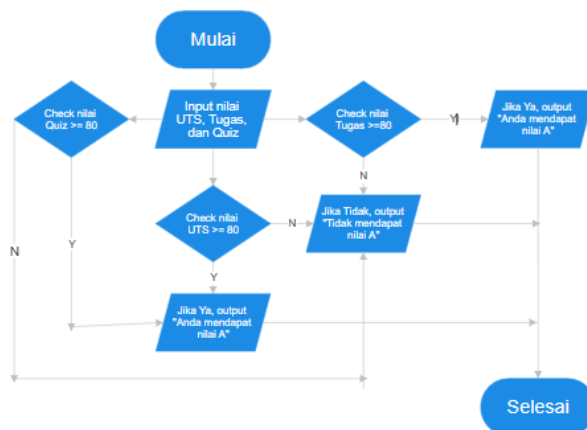 Mulai
Check nilai
Quiz >= 80
Input nilai
UTS, Tugas,
dan Quiz
Check nilai
Tugas >=80
Y
Jika Ya, output
"Anda mendapat
nilai A"
N
Check nilai
UTS >= 80
N
Jika Tidak, output
"Tidak mendapat
nilai A"
N
Y
Y
Jika Ya, output
"Anda mendapat
nilai A"
Selesai